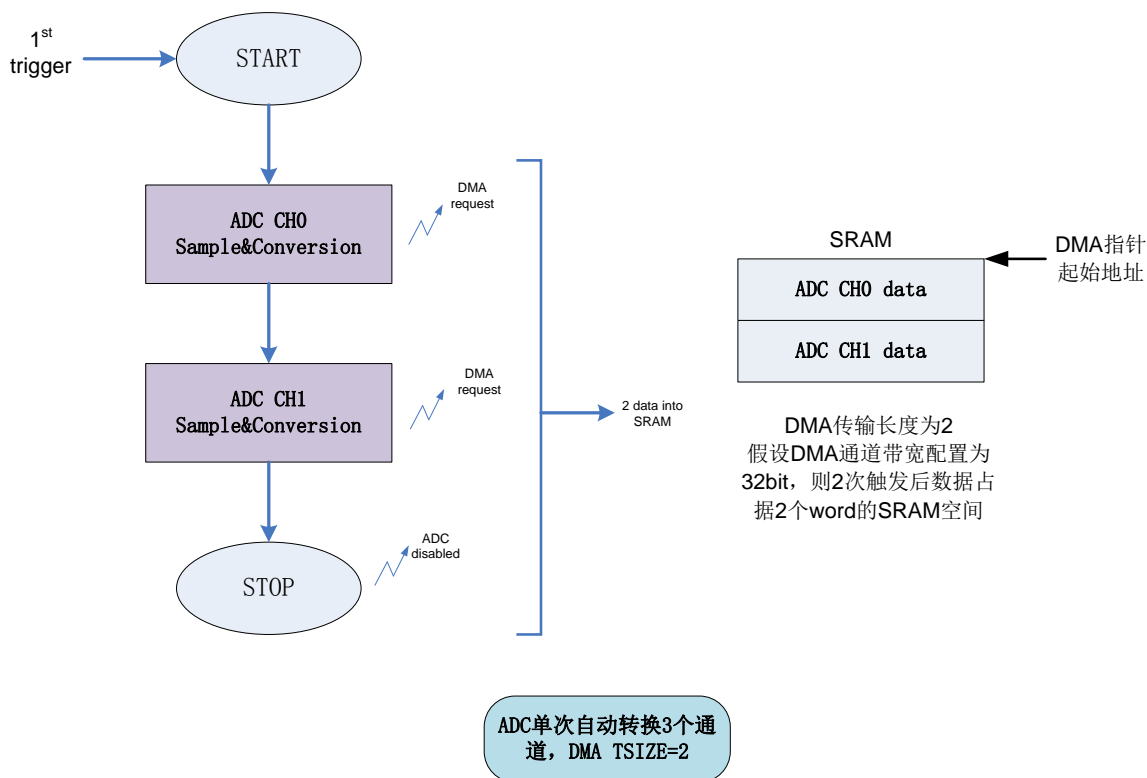 1st
trigger
START
ADC CH0
Sample&Conversion
DMA
request
ADC CH1
Sample&Conversion
DMA
request
STOP
ADC
disabled
2 data into
SRAM
SRAM
ADC CH0 data
ADC CH1 data
DMA指针
起始地址
DMA传输长度为2
假设DMA通道带宽配置为
32bit，则2次触发后数据占
据2个word的SRAM空间
ADC单次自动转换3个通
道，DMA TSIZE=2